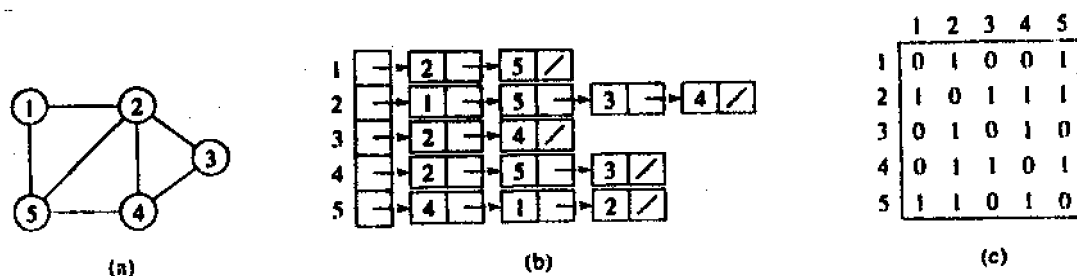 1 2
3
5 4
(a)
1 2 5 /
2 1 5 3 4 /
3 2 4 /
4 2 5 3 /
5 4 1 2 /
(b)
1 2 3 4 5
1 0 1 0 0 1
2 1 0 1 1 1
3 0 1 0 1 0
4 0 1 1 0 1
5 1 1 0 1 0
(c)